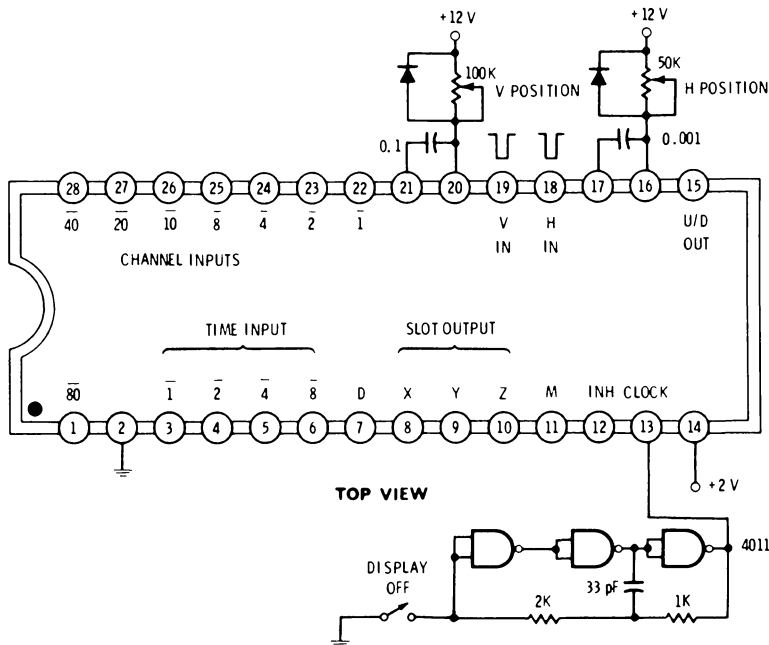 +12 V +12 V
100K 50K
V POSITION H POSITION
0.1 0.001
28 27 26 25 24 23 22 21 20 19 18 17 16 15
40 20 10 8 4 2 1 V H U/D
IN IN OUT
CHANNEL INPUTS
TIME INPUT SLOT OUTPUT
80 1 2 4 8 D X Y Z M INH CLOCK
1 2 3 4 5 6 7 8 9 10 11 12 13 14
+2 V
TOP VIEW
4011
DISPLAY
OFF
33 pF
2K 1K